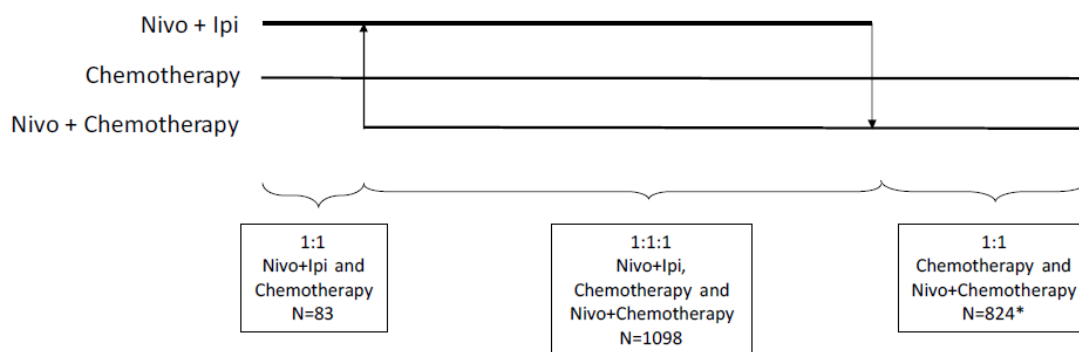 Nivo + Ipi
Chemotherapy
Nivo + Chemotherapy
1:1
Nivo+Ipi and
Chemotherapy
N=83
1:1:1
Nivo+Ipi,
Chemotherapy and
Nivo+Chemotherapy
N=1098
1:1
Chemotherapy and
Nivo+Chemotherapy
N=824*